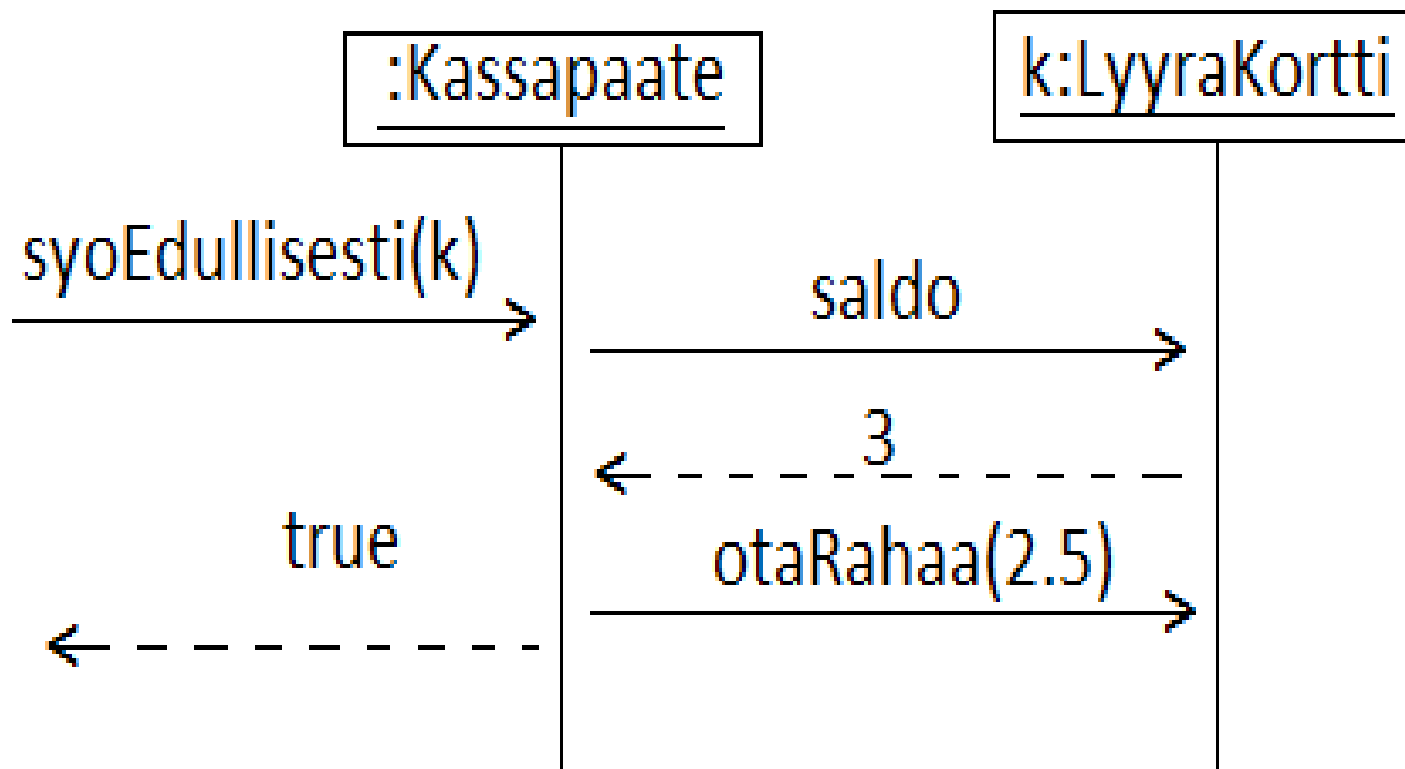 :Kassapaate
k:LyyraKortti
syoEdullisesti(k)
saldo
3
true
otaRahaa(2.5)